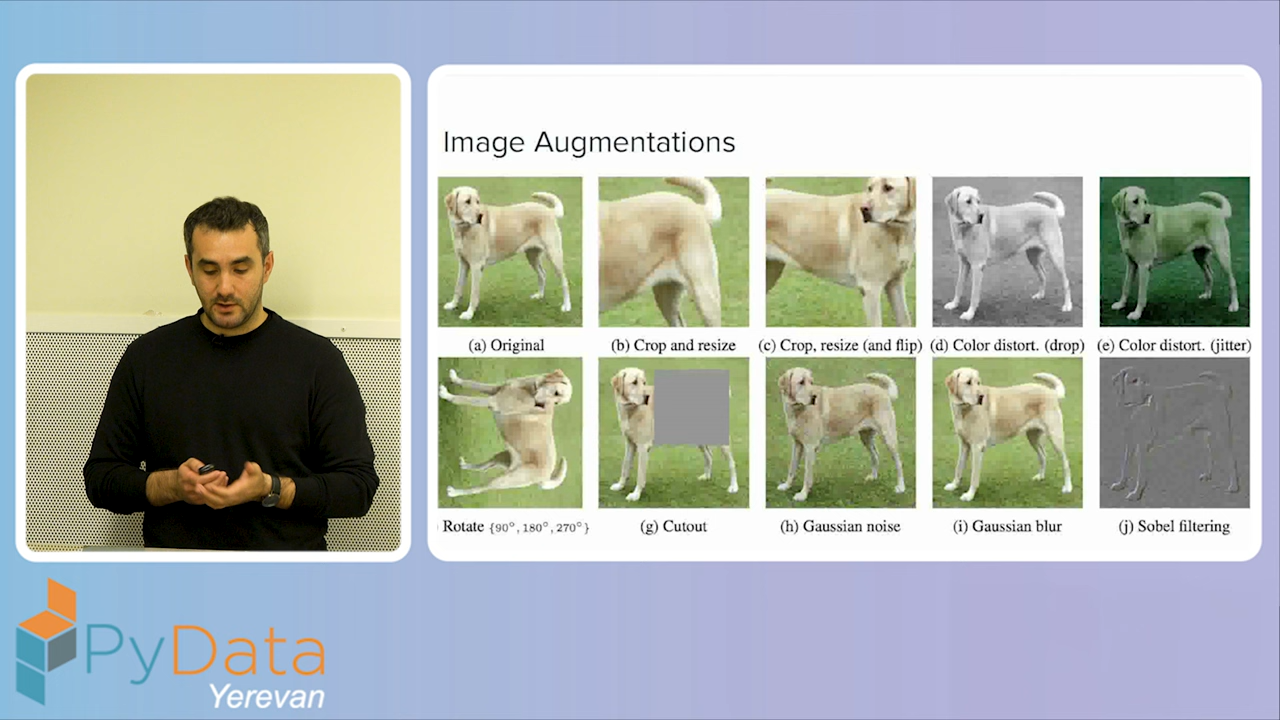 Image Augmentations
(a) Original
(b) Crop and resize
(c) Crop, resize (and flip)
(d) Color distort. (drop)
(e) Color distort. (jitter)
Rotate {90°, 180°, 270°}
(g) Cutout
(h) Gaussian noise
(i) Gaussian blur
(j) Sobel filtering
PyData
Yerevan